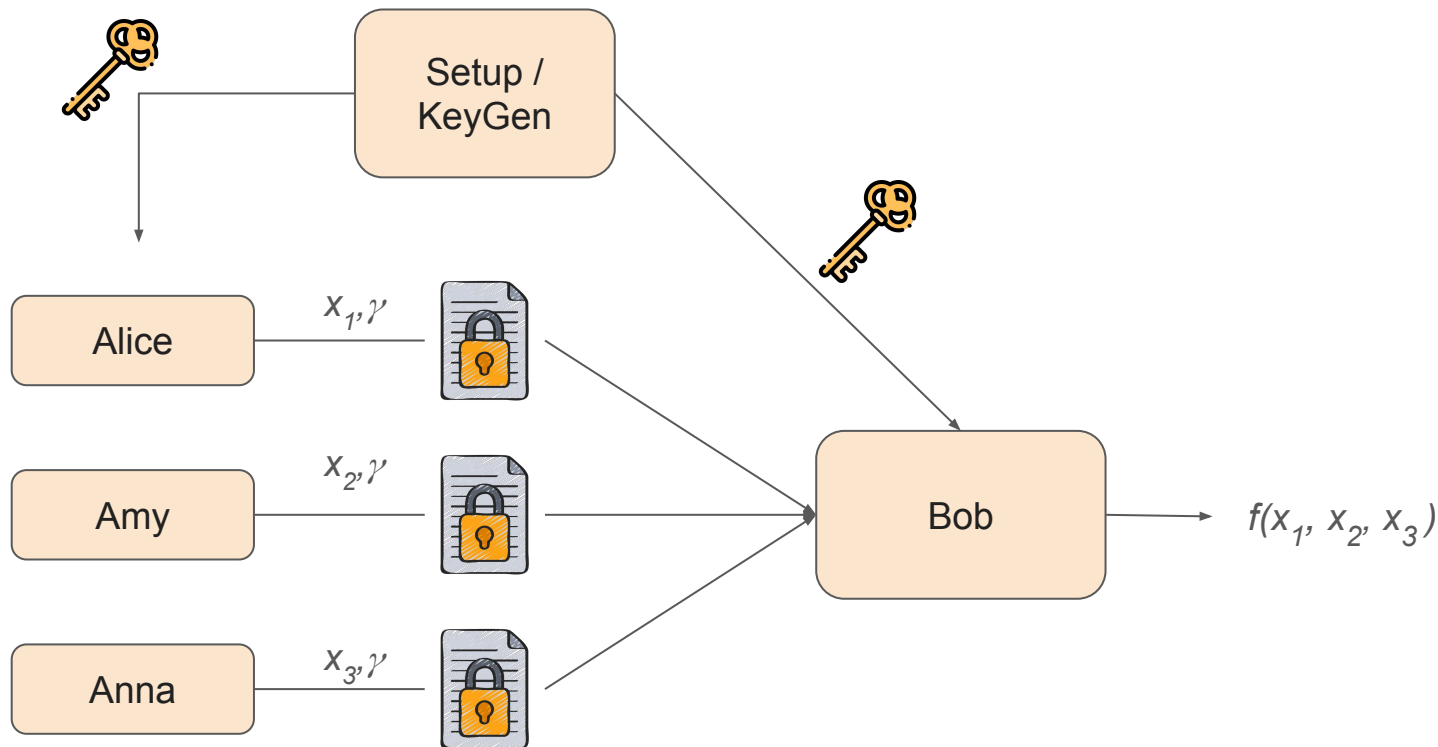 Setup /
KeyGen
x₁,γ
Alice
x₂,γ
Amy
Bob
f(x₁, x₂, x₃)
x₃,γ
Anna